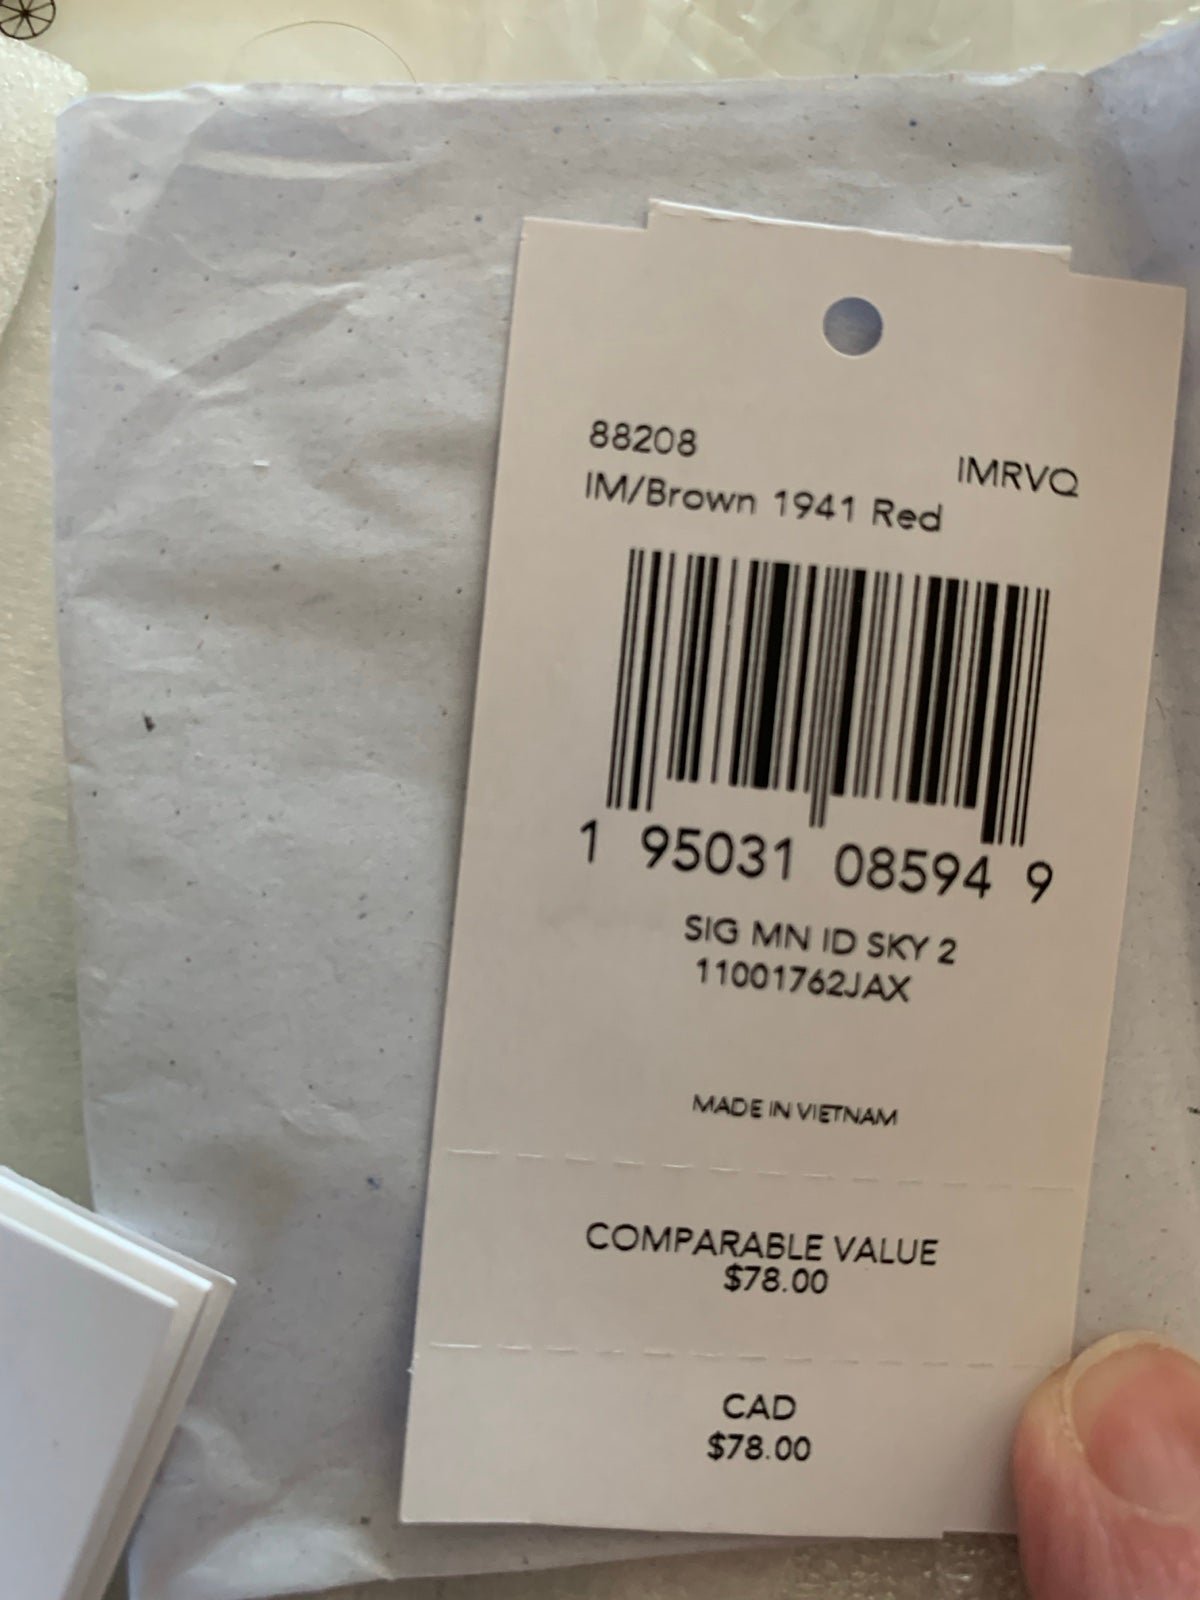 88208
IMRVQ
IM/Brown 1941 Red
1 95031 08594 9
SIG MN ID SKY 2
11001762JAX
MADE IN VIETNAM
COMPARABLE VALUE
$78.00
CAD
$78.00